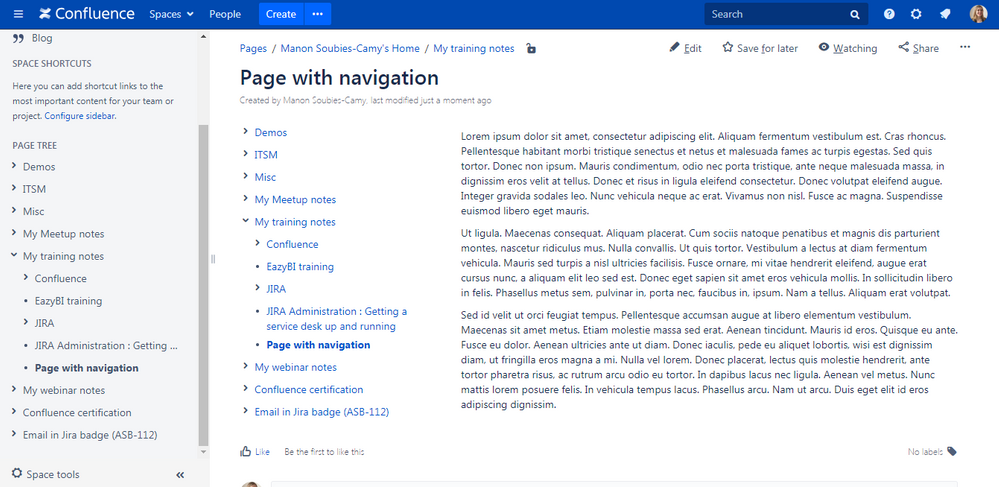 Confluence Spaces People Create ••• Search
Blog
SPACE SHORTCUTS
Here you can add shortcut links to the
most important content for your team or
project. Configure sidebar.
PAGE TREE
Demos
ITSM
Misc
My Meetup notes
My training notes
Confluence
EazyBI training
JIRA
JIRA Administration : Getting ...
Page with navigation
My webinar notes
Confluence certification
Email in Jira badge (ASB-112)
Space tools
Pages / Manon Soubies-Camy's Home / My training notes
Edit Save for later Watching Share •••
Page with navigation
Created by Manon Soubies-Camy, last modified just a moment ago
Demos
ITSM
Misc
My Meetup notes
My training notes
Confluence
EazyBI training
JIRA
JIRA Administration : Getting a
service desk up and running
Page with navigation
My webinar notes
Confluence certification
Email in Jira badge (ASB-112)
Lorem ipsum dolor sit amet, consectetur adipiscing elit. Aliquam fermentum vestibulum est. Cras rhoncus.
Pellentesque habitant morbi tristique senectus et netus et malesuada fames ac turpis egestas. Sed quis
tortor. Donec non ipsum. Mauris condimentum, odio nec porta tristique, ante neque malesuada massa, in
dignissim eros velit at tellus. Donec et risus in ligula eleifend consectetur. Donec volutpat eleifend augue.
Integer gravida sodales leo. Nunc vehicula neque ac erat. Vivamus non nisl. Fusce ac magna. Suspendisse
euismod libero eget mauris.
Ut ligula. Maecenas consequat. Aliquam placerat. Cum sociis natoque penatibus et magnis dis parturient
montes, nascetur ridiculus mus. Nulla convallis. Ut quis tortor. Vestibulum a lectus at diam fermentum
vehicula. Mauris sed turpis a nisl ultricies facilisis. Fusce ornare, mi vitae hendrerit eleifend, augue erat
cursus nunc, a aliquam elit leo sed est. Donec eget sapien sit amet eros vehicula mollis. In sollicitudin libero
in felis. Phasellus metus sem, pulvinar in, porta nec, faucibus in, ipsum. Nam a tellus. Aliquam erat volutpat.
Sed id velit ut orci feugiat tempus. Pellentesque accumsan augue at libero elementum vestibulum.
Maecenas sit amet metus. Etiam molestie massa sed erat. Aenean tincidunt. Mauris id eros. Quisque eu ante.
Fusce eu dolor. Aenean ultricies ante ut diam. Donec iaculis, pede eu aliquet lobortis, wisi est dignissim
diam, ut fringilla eros magna a mi. Nulla vel lorem. Donec placerat, lectus quis molestie hendrerit, ante
tortor pharetra risus, ac rutrum arcu odio eu tortor. In dapibus lacus nec ligula. Aenean vel metus. Nunc
mattis lorem posuere felis. In vehicula tempus lacus. Phasellus arcu. Nam ut arcu. Duis eget elit id eros
adipiscing dignissim.
Like Be the first to like this No labels